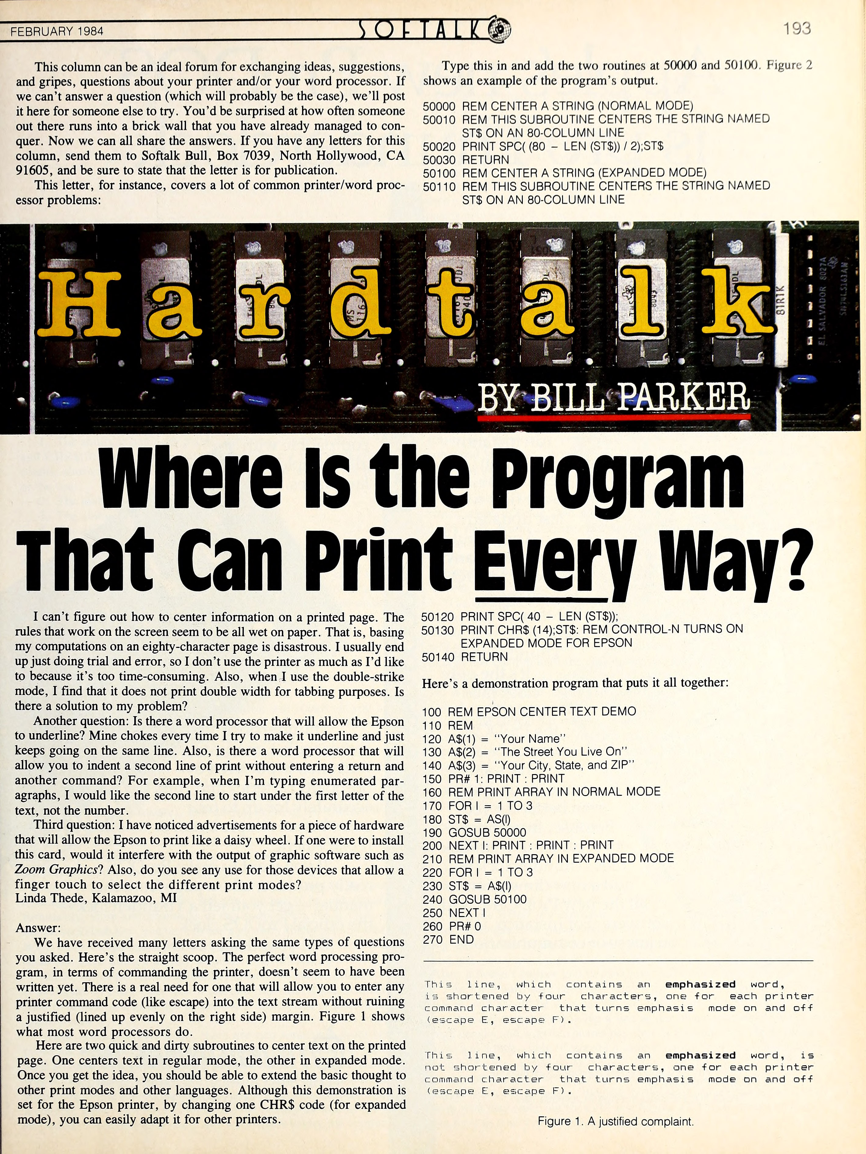 FEBRUARY 1984
SOFTALK
193
This column can be an ideal forum for exchanging ideas, suggestions,
and gripes, questions about your printer and/or your word processor. If
we can't answer a question (which will probably be the case), we'll post
it here for someone else to try. You'd be surprised at how often someone
out there runs into a brick wall that you have already managed to con-
quer. Now we can all share the answers. If you have any letters for this
column, send them to Softalk Bull, Box 7039, North Hollywood, CA
91605, and be sure to state that the letter is for publication.
This letter, for instance, covers a lot of common printer/word proc-
essor problems:
Type this in and add the two routines at 50000 and 50100. Figure 2
shows an example of the program's output.
50000 REM CENTER A STRING (NORMAL MODE)
50010 REM THIS SUBROUTINE CENTERS THE STRING NAMED
ST$ ON AN 80-COLUMN LINE
50020 PRINT SPC( (80 – LEN (ST$)) / 2);ST$
50030 RETURN
50100 REM CENTER A STRING (EXPANDED MODE)
50110 REM THIS SUBROUTINE CENTERS THE STRING NAMED
ST$ ON AN 80-COLUMN LINE
Hardtalk
BY BILL PARKER
81R1K
EL SALVADOR 8027A
Where Is the Program
That Can Print Every Way?
I can't figure out how to center information on a printed page. The
rules that work on the screen seem to be all wet on paper. That is, basing
my computations on an eighty-character page is disastrous. I usually end
up just doing trial and error, so I don't use the printer as much as I'd like
to because it's too time-consuming. Also, when I use the double-strike
mode, I find that it does not print double width for tabbing purposes. Is
there a solution to my problem?
Another question: Is there a word processor that will allow the Epson
to underline? Mine chokes every time I try to make it underline and just
keeps going on the same line. Also, is there a word processor that will
allow you to indent a second line of print without entering a return and
another command? For example, when I'm typing enumerated par-
agraphs, I would like the second line to start under the first letter of the
text, not the number.
Third question: I have noticed advertisements for a piece of hardware
that will allow the Epson to print like a daisy wheel. If one were to install
this card, would it interfere with the output of graphic software such as
Zoom Graphics? Also, do you see any use for those devices that allow a
finger touch to select the different print modes?
Linda Thede, Kalamazoo, MI
Answer:
We have received many letters asking the same types of questions
you asked. Here's the straight scoop. The perfect word processing pro-
gram, in terms of commanding the printer, doesn't seem to have been
written yet. There is a real need for one that will allow you to enter any
printer command code (like escape) into the text stream without ruining
a justified (lined up evenly on the right side) margin. Figure 1 shows
what most word processors do.
Here are two quick and dirty subroutines to center text on the printed
page. One centers text in regular mode, the other in expanded mode.
Once you get the idea, you should be able to extend the basic thought to
other print modes and other languages. Although this demonstration is
set for the Epson printer, by changing one CHR$ code (for expanded
mode), you can easily adapt it for other printers.
50120 PRINT SPC( 40 – LEN (ST$));
50130 PRINT CHR$ (14);ST$: REM CONTROL-N TURNS ON
EXPANDED MODE FOR EPSON
50140 RETURN
Here's a demonstration program that puts it all together:
100 REM EPSON CENTER TEXT DEMO
110 REM
120 A$(1) = "Your Name"
130 A$(2) = "The Street You Live On"
140 A$(3) = "Your City, State, and ZIP"
150 PR# 1: PRINT : PRINT
160 REM PRINT ARRAY IN NORMAL MODE
170 FOR I = 1 TO 3
180 ST$ = AS(I)
190 GOSUB 50000
200 NEXT I: PRINT : PRINT : PRINT
210 REM PRINT ARRAY IN EXPANDED MODE
220 FOR I = 1 TO 3
230 ST$ = A$(I)
240 GOSUB 50100
250 NEXT I
260 PR# 0
270 END
This line, which contains an emphasized word,
is shortened by four characters, one for each printer
command character that turns emphasis mode on and off
(escape E, escape F).
This line, which contains an emphasized word, is
not shortened by four characters, one for each printer
command character that turns emphasis mode on and off
(escape E, escape F).
Figure 1. A justified complaint.